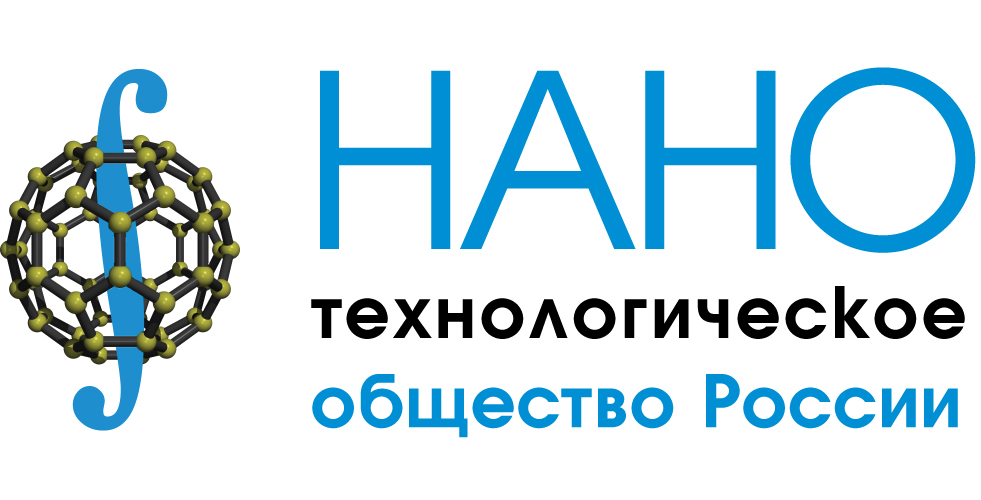 НАНО
технологическое
общество России